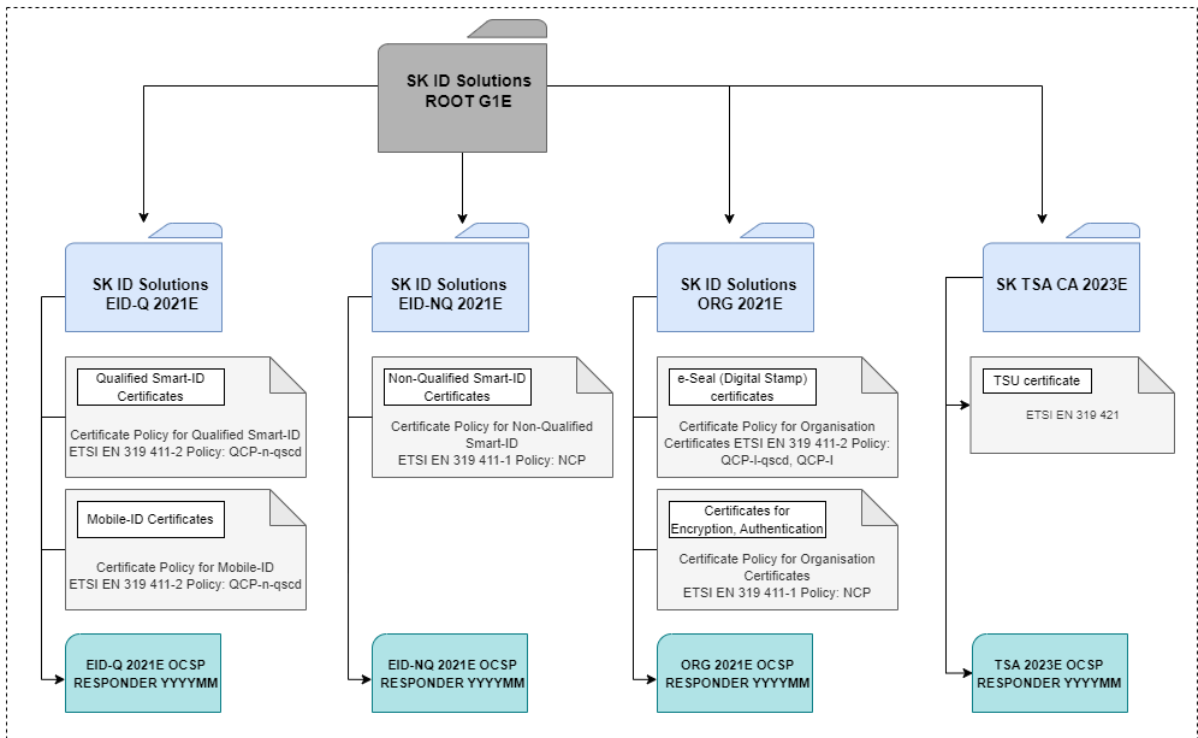 SK ID Solutions
ROOT G1E
SK ID Solutions
EID-Q 2021E
SK ID Solutions
EID-NQ 2021E
SK ID Solutions
ORG 2021E
SK TSA CA 2023E
Qualified Smart-ID
Certificates
Certificate Policy for Qualified Smart-ID
ETSI EN 319 411-2 Policy: QCP-n-qscd
Non-Qualified Smart-ID
Certificates
Certificate Policy for Non-Qualified
Smart-ID
ETSI EN 319 411-1 Policy: NCP
e-Seal (Digital Stamp)
certificates
Certificate Policy for Organisation
Certificates ETSI EN 319 411-2 Policy:
QCP-l-qscd, QCP-l
TSU certificate
ETSI EN 319 421
Mobile-ID Certificates
Certificate Policy for Mobile-ID
ETSI EN 319 411-2 Policy: QCP-n-qscd
Certificates for
Encryption, Authentication
Certificate Policy for Organisation
Certificates
ETSI EN 319 411-1 Policy: NCP
EID-Q 2021E OCSP
RESPONDER YYYYMM
EID-NQ 2021E OCSP
RESPONDER YYYYMM
ORG 2021E OCSP
RESPONDER YYYYMM
TSA 2023E OCSP
RESPONDER YYYYMM